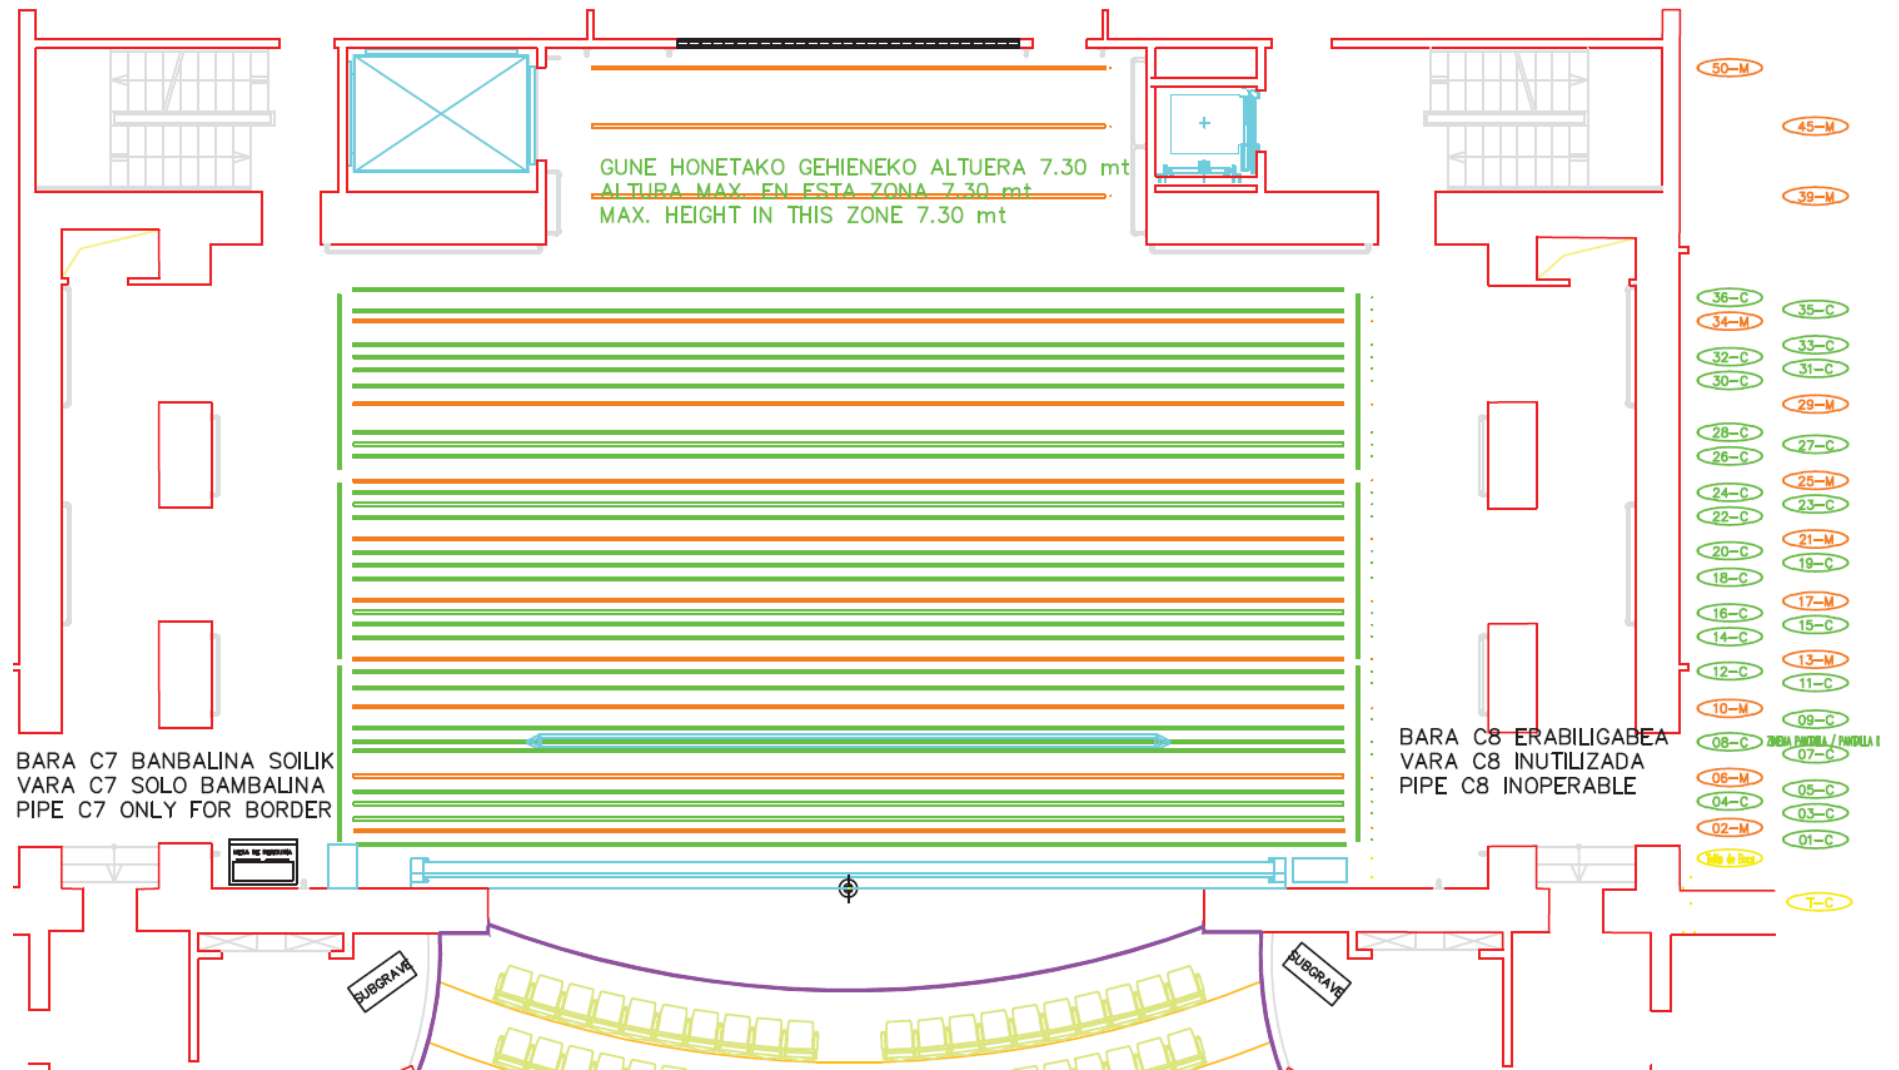 50-M
45-M
GUNE HONETAKO GEHIENEKO ALTUERA 7.30 mt
ALTURA MAX. EN ESTA ZONA 7.30 mt
MAX. HEIGHT IN THIS ZONE 7.30 mt
39-M
36-C
35-C
34-M
33-C
32-C
31-C
30-C
29-M
28-C
27-C
26-C
25-M
24-C
23-C
22-C
21-M
20-C
19-C
18-C
17-M
16-C
15-C
14-C
13-M
12-C
11-C
10-M
09-C
08-C
07-C
06-M
05-C
04-C
03-C
02-M
01-C
T-C
BARA C7 BANBALINA SOILIK
VARA C7 SOLO BAMBALINA
PIPE C7 ONLY FOR BORDER
BARA C8 ERABILIGABEA
VARA C8 INUTILIZADA
PIPE C8 INOPERABLE
SUBGRAVE
SUBGRAVE